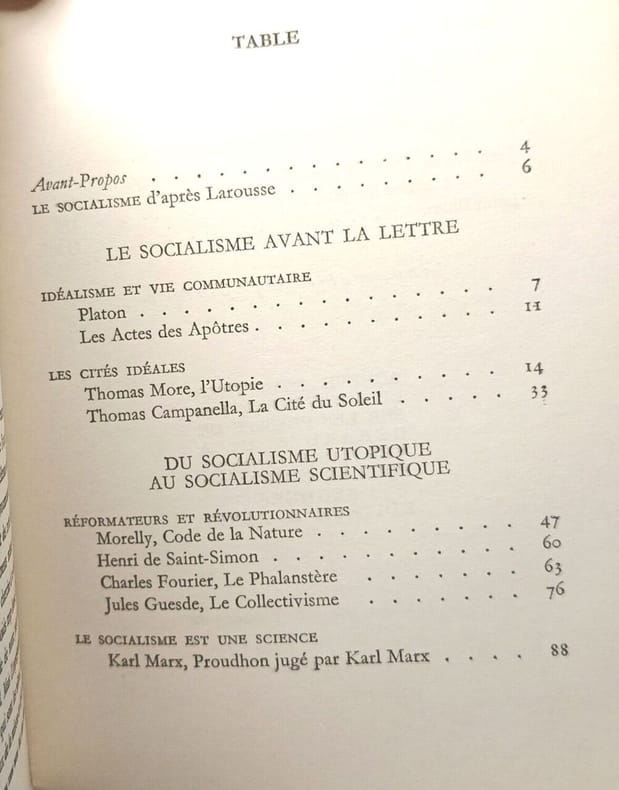 TABLE
Avant-Propos . . . . . . . . . . . . . 4
LE SOCIALISME d'après Larousse . . . . . . . . 6
LE SOCIALISME AVANT LA LETTRE
IDÉALISME ET VIE COMMUNAUTAIRE
Platon . . . . . . . . . . . . . . 7
Les Actes des Apôtres . . . . . . . . . . 11
LES CITÉS IDÉALES
Thomas More, l'Utopie . . . . . . . . . 14
Thomas Campanella, La Cité du Soleil . . . . . 33
DU SOCIALISME UTOPIQUE
AU SOCIALISME SCIENTIFIQUE
RÉFORMATEURS ET RÉVOLUTIONNAIRES
Morelly, Code de la Nature . . . . . . . . 47
Henri de Saint-Simon . . . . . . . . . . 60
Charles Fourier, Le Phalanstère . . . . . . . 63
Jules Guesde, Le Collectivisme . . . . . . . 76
LE SOCIALISME EST UNE SCIENCE
Karl Marx, Proudhon jugé par Karl Marx . . . . 88